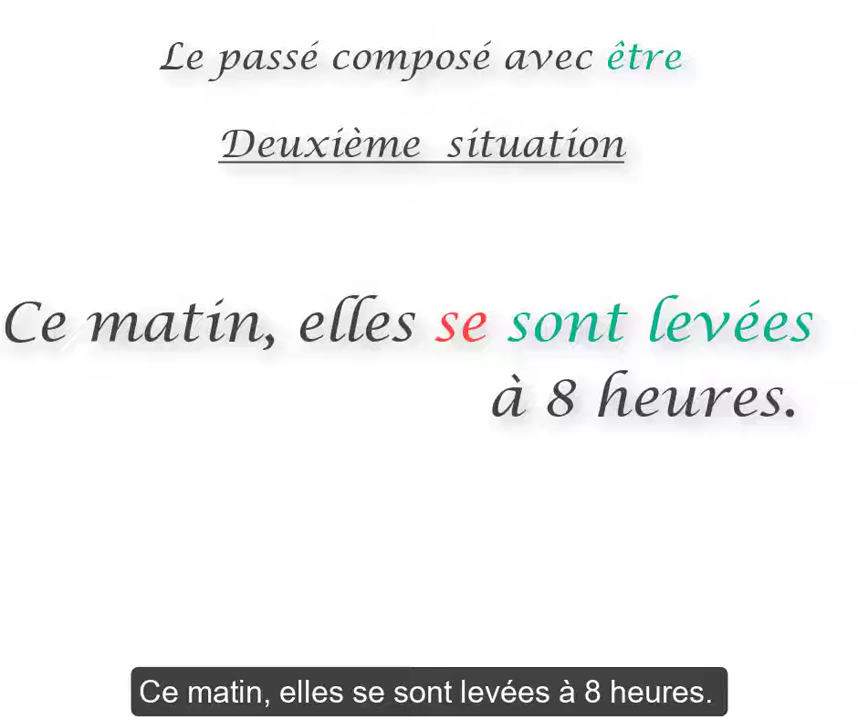 Le passé composé avec être
Deuxième situation
Ce matin, elles se sont levées
à 8 heures.
Ce matin, elles se sont levées à 8 heures.